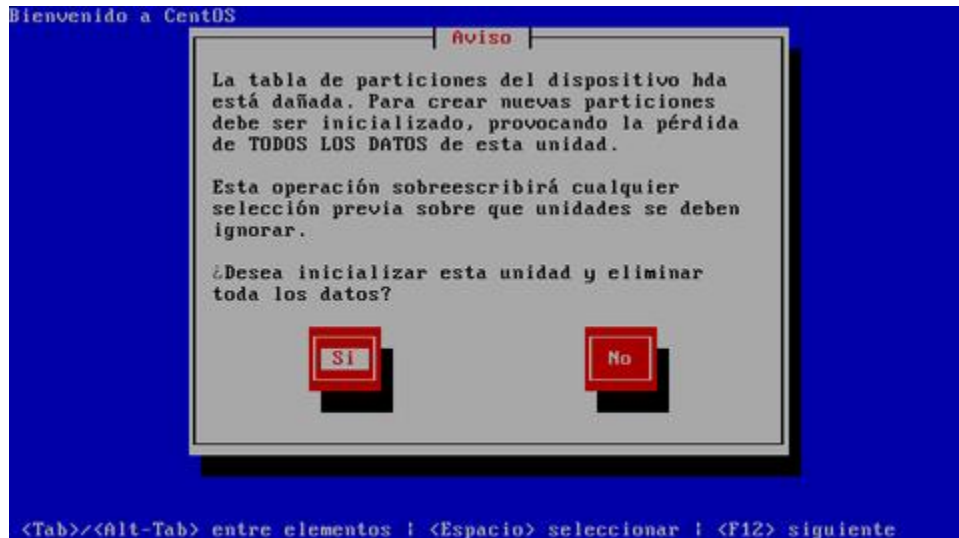 Bienvenido a CentOS
Aviso
La tabla de particiones del dispositivo hda
está dañada. Para crear nuevas particiones
debe ser inicializado, provocando la pérdida
de TODOS LOS DATOS de esta unidad.
Esta operación sobreescribirá cualquier
selección previa sobre que unidades se deben
ignorar.
¿Desea inicializar esta unidad y eliminar
toda los datos?
Si No
<Tab>/<Alt-Tab> entre elementos | <Espacio> seleccionar | <F12> siguiente